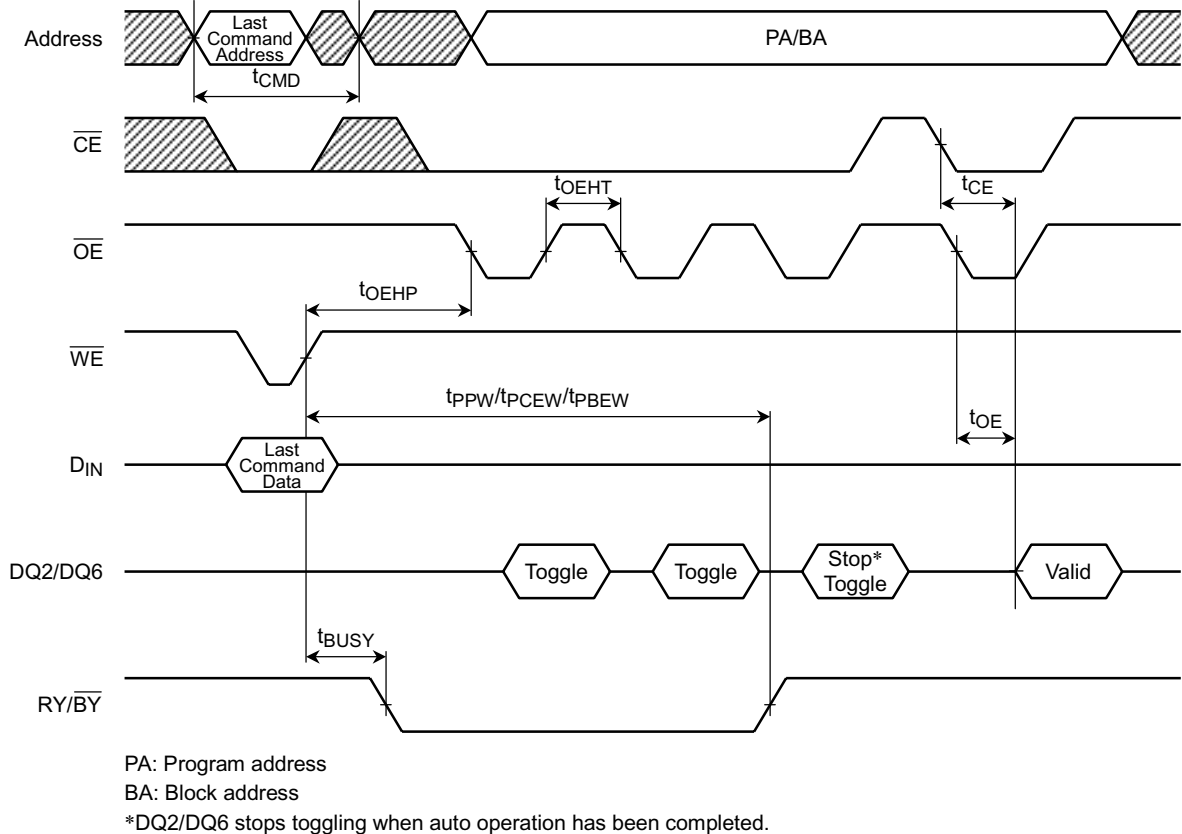 Address
Last
Command
Address
PA/BA
tCMD
CE
tCE
tOEHT
OE
tOEHP
WE
tPPW/tPCEW/tPBEW
tOE
DIN
Last
Command
Data
DQ2/DQ6
Toggle
Toggle
Stop*
Toggle
Valid
tBUSY
RY/BY
PA: Program address
BA: Block address
*DQ2/DQ6 stops toggling when auto operation has been completed.